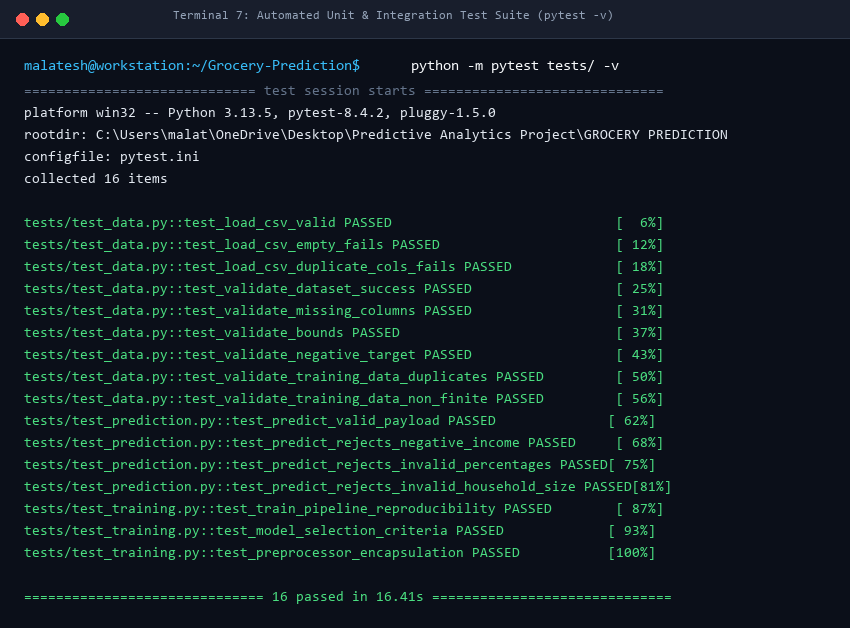 Terminal 7: Automated Unit & Integration Test Suite (pytest -v)
malatesh@workstation:~/Grocery-Prediction$ python -m pytest tests/ -v
============================= test session starts ==============================
platform win32 -- Python 3.13.5, pytest-8.4.2, pluggy-1.5.0
rootdir: C:\Users\malat\OneDrive\Desktop\Predictive Analytics Project\GROCERY PREDICTION
configfile: pytest.ini
collected 16 items
tests/test_data.py::test_load_csv_valid PASSED [  6%]
tests/test_data.py::test_load_csv_empty_fails PASSED [ 12%]
tests/test_data.py::test_load_csv_duplicate_cols_fails PASSED [ 18%]
tests/test_data.py::test_validate_dataset_success PASSED [ 25%]
tests/test_data.py::test_validate_missing_columns PASSED [ 31%]
tests/test_data.py::test_validate_bounds PASSED [ 37%]
tests/test_data.py::test_validate_negative_target PASSED [ 43%]
tests/test_data.py::test_validate_training_data_duplicates PASSED [ 50%]
tests/test_data.py::test_validate_training_data_non_finite PASSED [ 56%]
tests/test_prediction.py::test_predict_valid_payload PASSED [ 62%]
tests/test_prediction.py::test_predict_rejects_negative_income PASSED [ 68%]
tests/test_prediction.py::test_predict_rejects_invalid_percentages PASSED[ 75%]
tests/test_prediction.py::test_predict_rejects_invalid_household_size PASSED[81%]
tests/test_training.py::test_train_pipeline_reproducibility PASSED [ 87%]
tests/test_training.py::test_model_selection_criteria PASSED [ 93%]
tests/test_training.py::test_preprocessor_encapsulation PASSED [100%]
============================== 16 passed in 16.41s ==============================